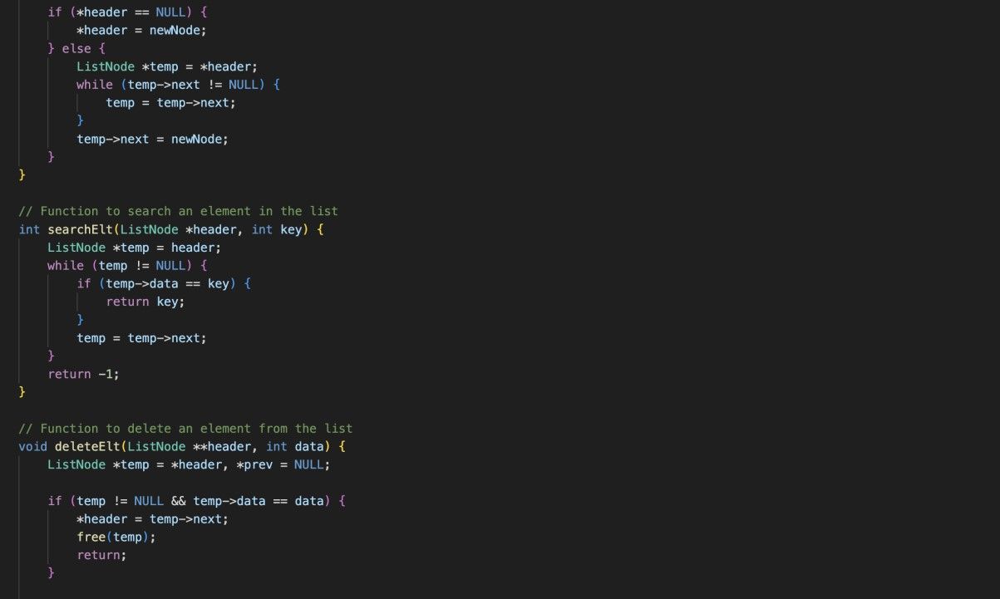 if (*header == NULL) {
*header = newNode;
} else {
ListNode *temp = *header;
while (temp->next != NULL) {
temp = temp->next;
}
temp->next = newNode;
}
}
// Function to search an element in the list
int searchElt(ListNode *header, int key) {
ListNode *temp = header;
while (temp != NULL) {
if (temp->data == key) {
return key;
}
temp = temp->next;
}
return -1;
}
// Function to delete an element from the list
void deleteElt(ListNode **header, int data) {
ListNode *temp = *header, *prev = NULL;
if (temp != NULL && temp->data == data) {
*header = temp->next;
free(temp);
return;
}